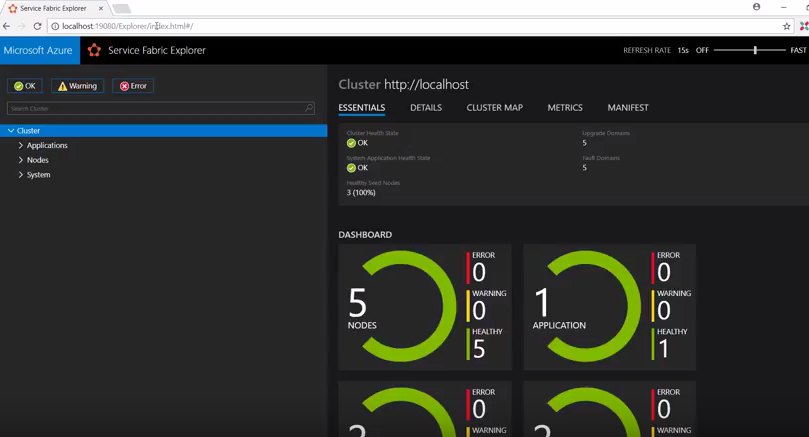 Service Fabric Explorer
localhost:19080/Explorer/index.html#/
Microsoft Azure
Service Fabric Explorer
REFRESH RATE 15s OFF FAST
OK Warning Error
Search Cluster
Cluster
Applications
Nodes
System
Cluster http://localhost
ESSENTIALS DETAILS CLUSTER MAP METRICS MANIFEST
Cluster Health State
OK
Upgrade Domains
5
System Application Health State
OK
Fault Domains
5
Healthy Seed Nodes
3 (100%)
DASHBOARD
5
NODES
ERROR
0
WARNING
0
HEALTHY
5
1
APPLICATION
ERROR
0
WARNING
0
HEALTHY
1
ERROR
0
WARNING
ERROR
0
WARNING